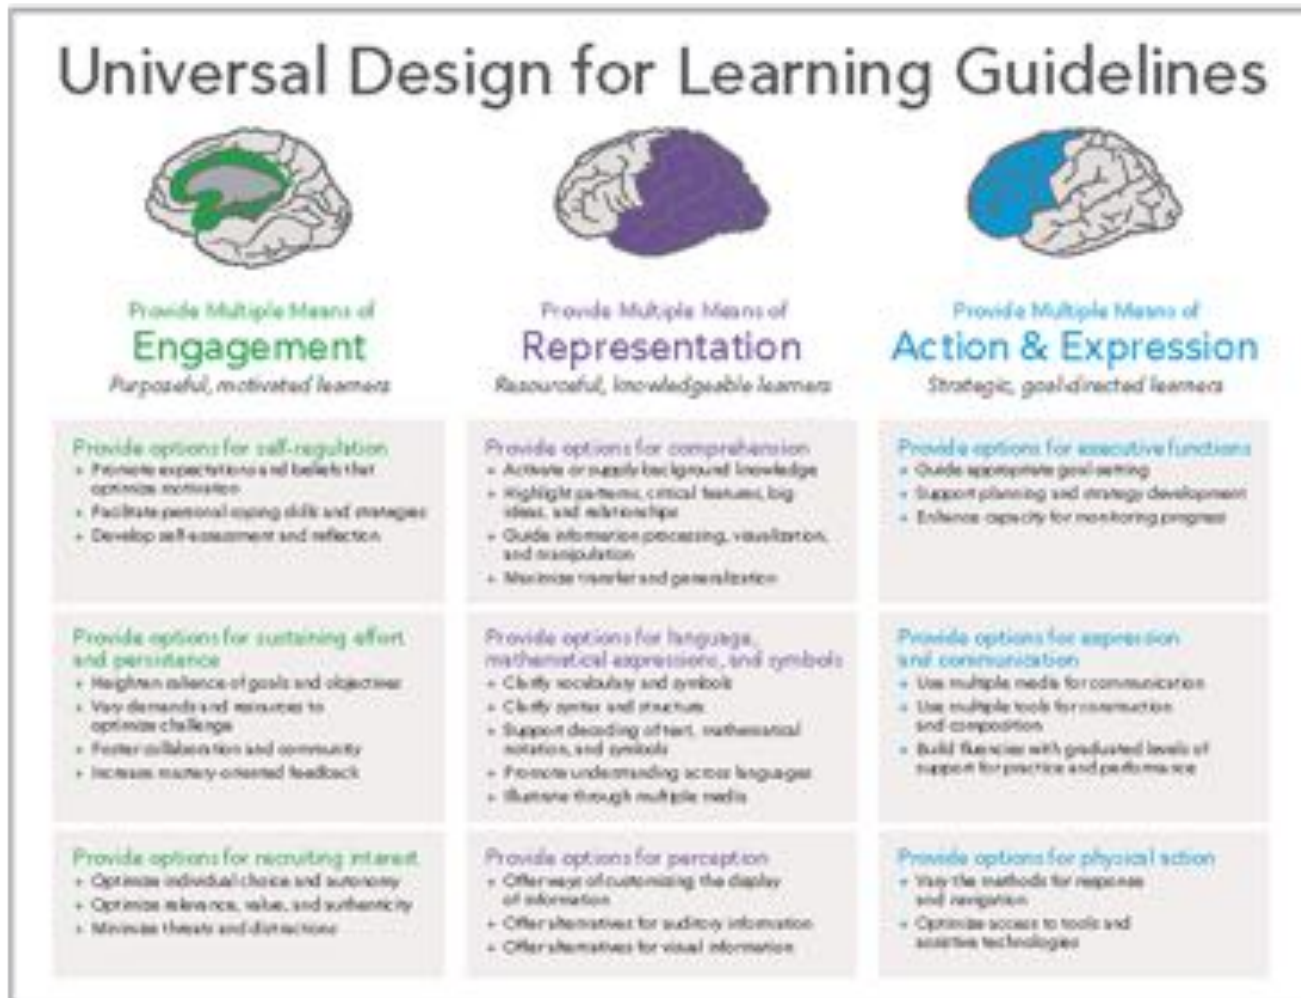 Universal Design for Learning Guidelines
Provide Multiple Means of
Engagement
Purposeful, motivated learners
Provide options for self-regulation
+ Promote expectations and beliefs that
optimize motivation
+ Facilitate personal coping skills and strategies
+ Develop self-assessment and reflection
Provide options for sustaining effort
and persistence
+ Heighten salience of goals and objectives
+ Vary demands and resources to
optimize challenge
+ Foster collaboration and community
+ Increase mastery-oriented feedback
Provide options for recruiting interest
+ Optimize individual choice and autonomy
+ Optimize relevance, value, and authenticity
+ Minimize threats and distractions
Provide Multiple Means of
Representation
Resourceful, knowledgeable learners
Provide options for comprehension
+ Activate or supply background knowledge
+ Highlight patterns, critical features, big
ideas, and relationships
+ Guide information processing, visualization,
and manipulation
+ Maximize transfer and generalization
Provide options for language,
mathematical expressions, and symbols
+ Clarify vocabulary and symbols
+ Clarify syntax and structure
+ Support decoding of text, mathematical
notation, and symbols
+ Promote understanding across languages
+ Illustrate through multiple media
Provide options for perception
+ Offer ways of customizing the display
of information
+ Offer alternatives for auditory information
+ Offer alternatives for visual information
Provide Multiple Means of
Action & Expression
Strategic, goal-directed learners
Provide options for executive functions
+ Guide appropriate goal-setting
+ Support planning and strategy development
+ Enhance capacity for monitoring progress
Provide options for expression
and communication
+ Use multiple media for communication
+ Use multiple tools for construction
and composition
+ Build fluencies with graduated levels of
support for practice and performance
Provide options for physical action
+ Vary the methods for response
and navigation
+ Optimize access to tools and
assistive technologies